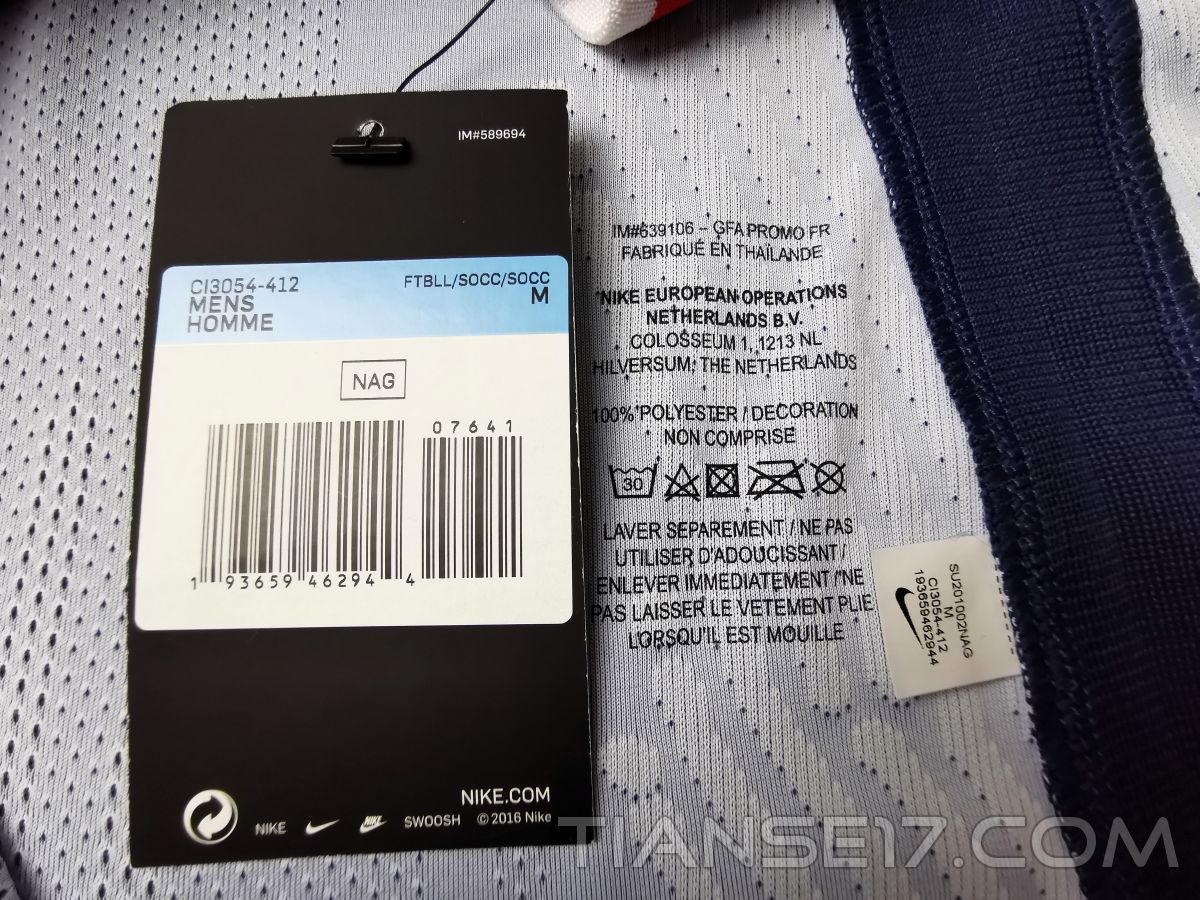 IM#589694
CI3054-412
MENS
HOMME
FTBLL/SOCC/SOCC
M
NAG
07641
1 93659 46294 4
NIKE.COM
NIKE SWOOSH © 2016 Nike
IM#639106 – GFA PROMO FR
FABRIQUÉ EN THAÏLANDE
NIKE EUROPEAN OPERATIONS
NETHERLANDS B.V.
COLOSSEUM 1, 1213 NL
HILVERSUM, THE NETHERLANDS
100% POLYESTER / DECORATION
NON COMPRISE
30
LAVER SEPAREMENT / NE PAS
UTILISER D'ADOUCISSANT /
ENLEVER IMMEDIATEMENT / NE
PAS LAISSER LE VETEMENT PLIE
LORSQU'IL EST MOUILLE
SU201002NAG
M
CI3054-412
193659462944
TIANSE17.COM